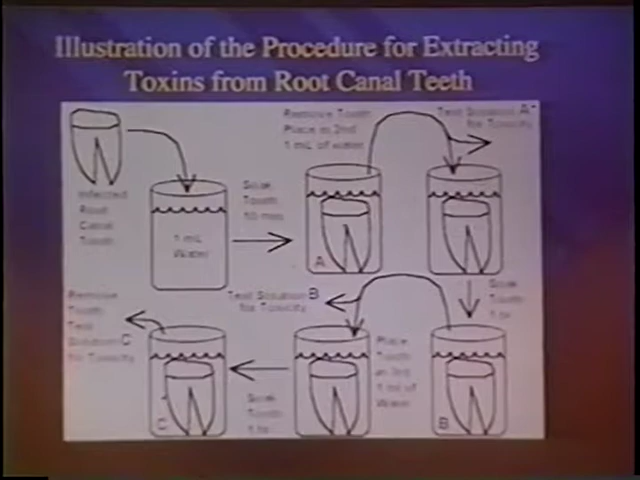 Illustration of the Procedure for Extracting
Toxins from Root Canal Teeth
Remove Tooth
Place in 2nd
1 mL of water
Test Solution A
for Toxicity
Infected
Root
Canal
Tooth
1 mL
Water
Soak
Tooth
10 min
A
Soak
Tooth
1 hr
Test Solution B
for Toxicity
Remove
Tooth
Test
Solution C
for Toxicity
Place
Tooth
in 3rd
1 ml of
Water
Soak
Tooth
1 hr
C
B